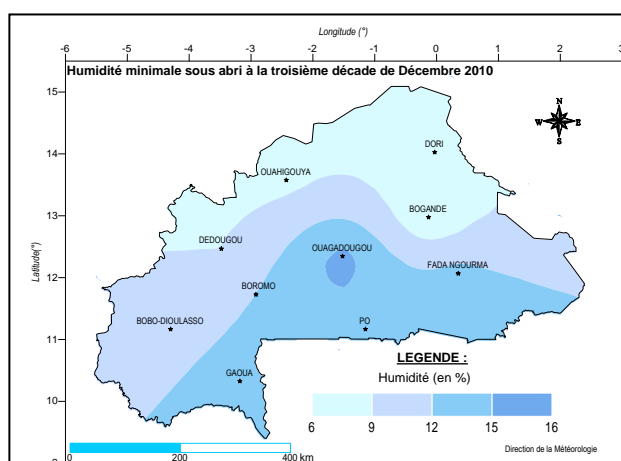 Longitude (°)
-6 -5 -4 -3 -2 -1 0 1 2 3
Humidité minimale sous abri à la troisième décade de Décembre 2010
15
N
W E
S
DORI
14
OUAHIGOUYA
BOGANDE
13
DEDOUGOU
OUAGADOUGOU
Latitude(°)
FADA NGOURMA
12
BOROMO
BOBO-DIOULASSO
PO
11
LEGENDE :
Humidité (en %)
GAOUA
10
6 9 12 15 16
Direction de la Météorologie
0 200 400 km